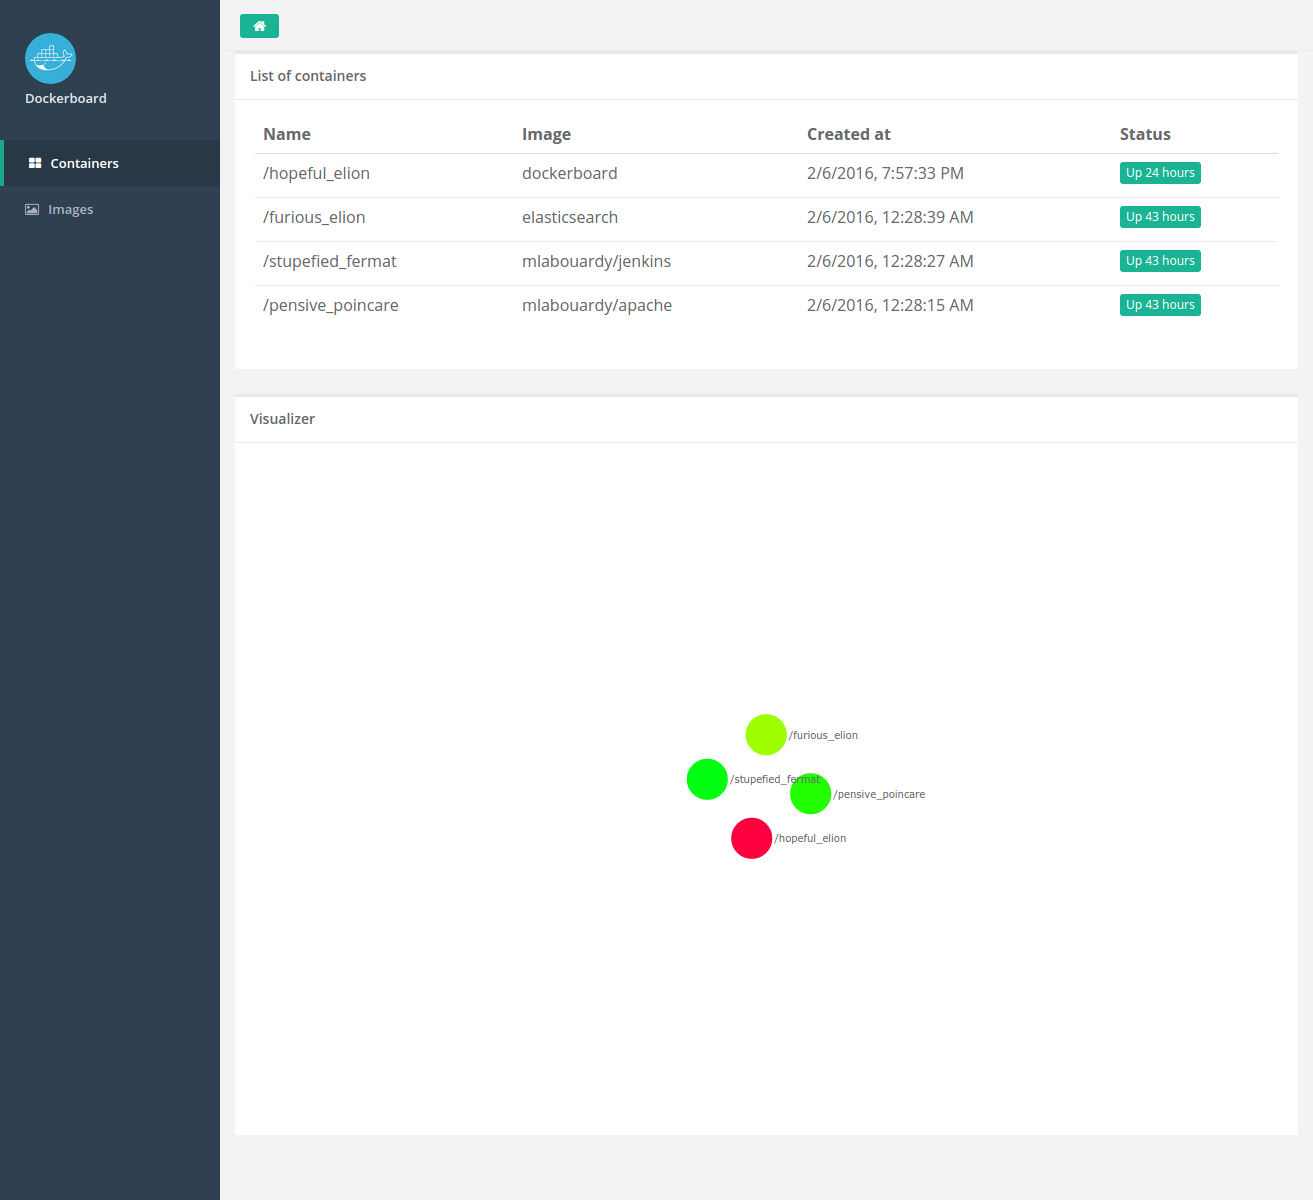 Dockerboard
Containers
Images
List of containers
Name Image Created at Status
/hopeful_elion dockerboard 2/6/2016, 7:57:33 PM Up 24 hours
/furious_elion elasticsearch 2/6/2016, 12:28:39 AM Up 43 hours
/stupefied_fermat mlabouardy/jenkins 2/6/2016, 12:28:27 AM Up 43 hours
/pensive_poincare mlabouardy/apache 2/6/2016, 12:28:15 AM Up 43 hours
Visualizer
/furious_elion
/stupefied_fermat
/pensive_poincare
/hopeful_elion